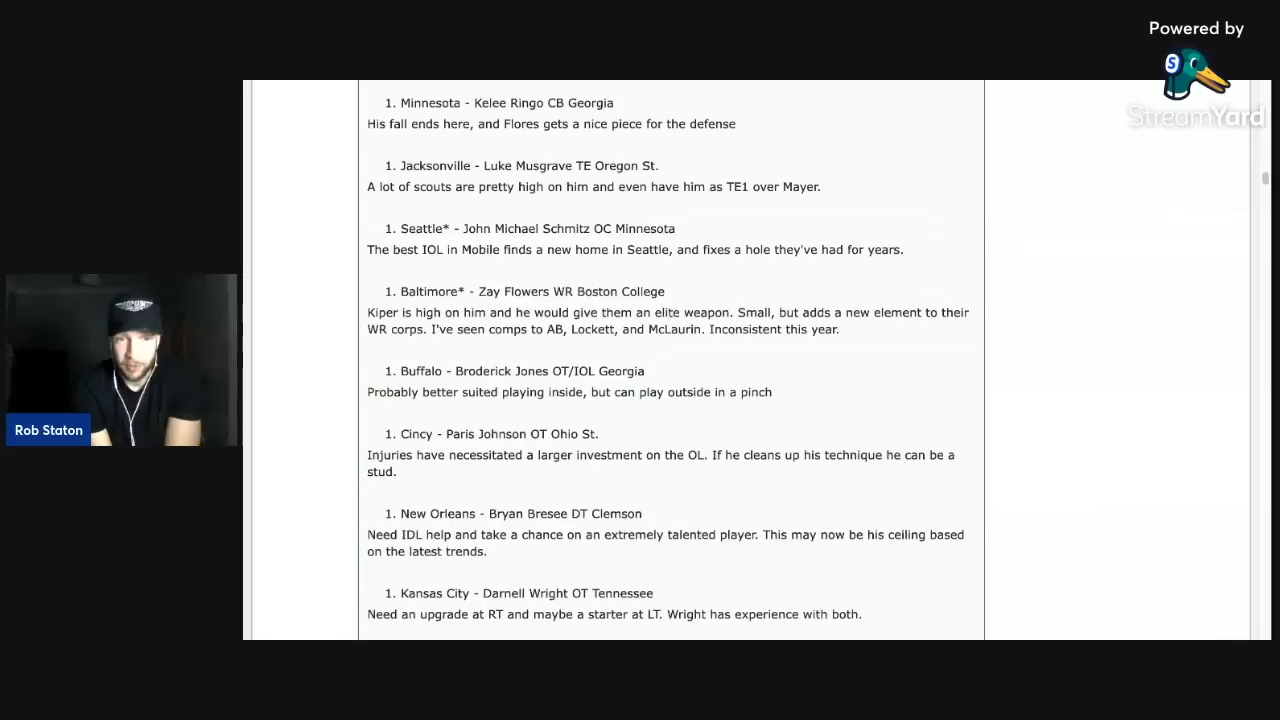 Powered by
S
StreamYard
1. Minnesota - Kelee Ringo CB Georgia
His fall ends here, and Flores gets a nice piece for the defense
1. Jacksonville - Luke Musgrave TE Oregon St.
A lot of scouts are pretty high on him and even have him as TE1 over Mayer.
1. Seattle* - John Michael Schmitz OC Minnesota
The best IOL in Mobile finds a new home in Seattle, and fixes a hole they've had for years.
1. Baltimore* - Zay Flowers WR Boston College
Kiper is high on him and he would give them an elite weapon. Small, but adds a new element to their
WR corps. I've seen comps to AB, Lockett, and McLaurin. Inconsistent this year.
1. Buffalo - Broderick Jones OT/IOL Georgia
Probably better suited playing inside, but can play outside in a pinch
1. Cincy - Paris Johnson OT Ohio St.
Injuries have necessitated a larger investment on the OL. If he cleans up his technique he can be a
stud.
1. New Orleans - Bryan Bresee DT Clemson
Need IDL help and take a chance on an extremely talented player. This may now be his ceiling based
on the latest trends.
1. Kansas City - Darnell Wright OT Tennessee
Need an upgrade at RT and maybe a starter at LT. Wright has experience with both.
Rob Staton